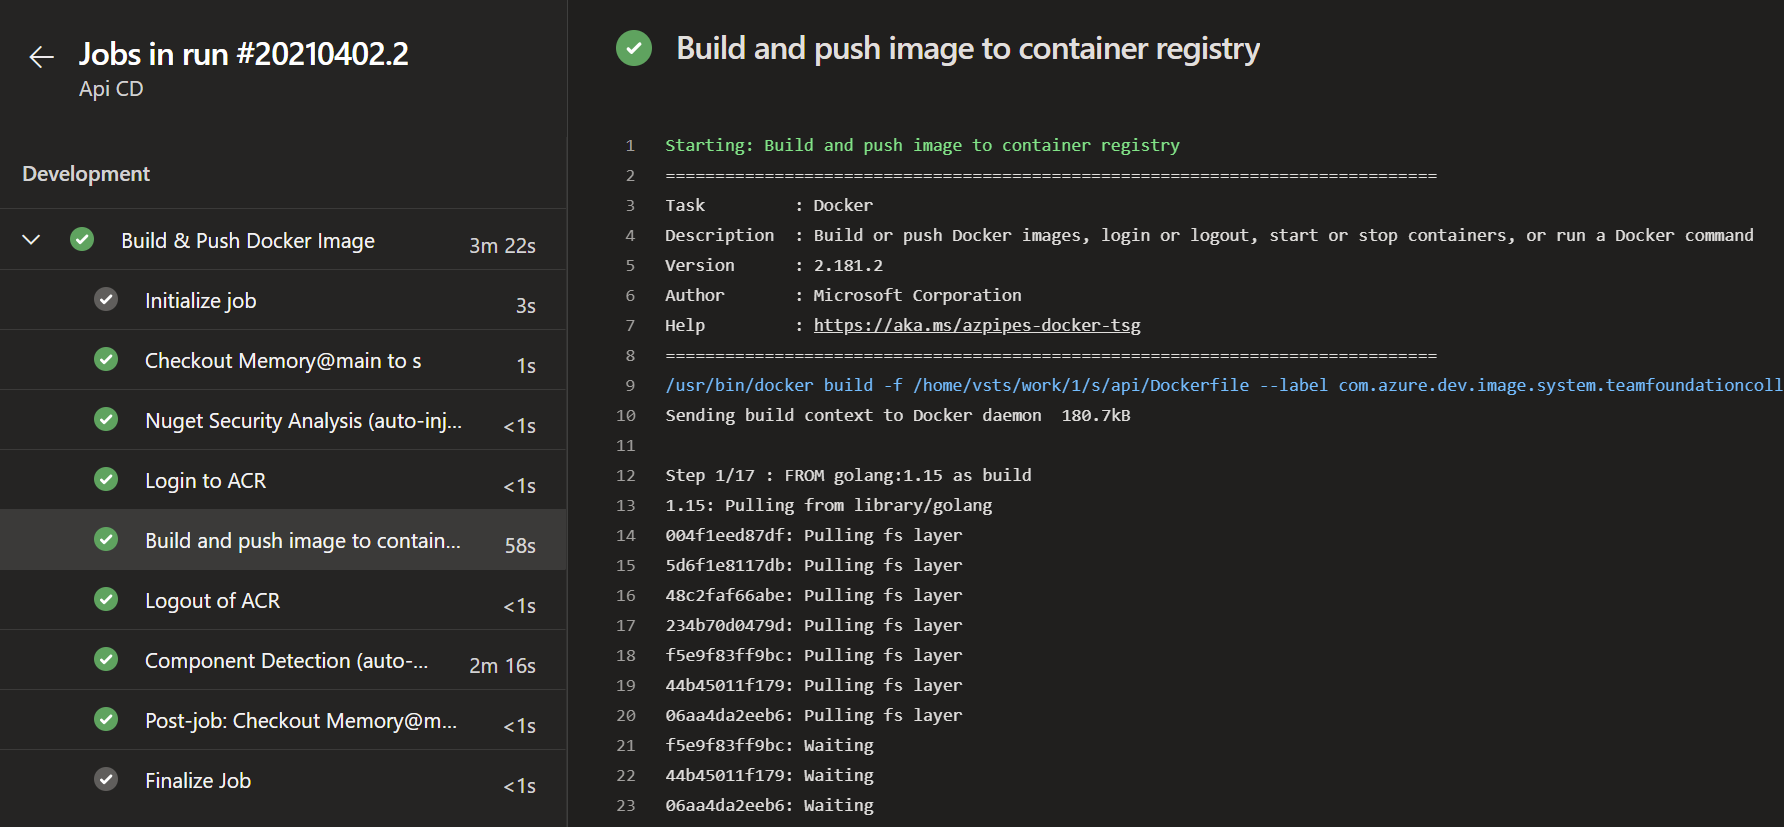 Jobs in run #20210402.2
Api CD
Development
Build & Push Docker Image 3m 22s
Initialize job 3s
Checkout Memory@main to s 1s
Nuget Security Analysis (auto-inj... <1s
Login to ACR <1s
Build and push image to contain... 58s
Logout of ACR <1s
Component Detection (auto-... 2m 16s
Post-job: Checkout Memory@m... <1s
Finalize Job <1s
Build and push image to container registry
1 Starting: Build and push image to container registry
2 ==============================================================================
3 Task         : Docker
4 Description  : Build or push Docker images, login or logout, start or stop containers, or run a Docker command
5 Version      : 2.181.2
6 Author       : Microsoft Corporation
7 Help         : https://aka.ms/azpipes-docker-tsg
8 ==============================================================================
9 /usr/bin/docker build -f /home/vsts/work/1/s/api/Dockerfile --label com.azure.dev.image.system.teamfoundationcoll
10 Sending build context to Docker daemon  180.7kB
11
12 Step 1/17 : FROM golang:1.15 as build
13 1.15: Pulling from library/golang
14 004f1eed87df: Pulling fs layer
15 5d6f1e8117db: Pulling fs layer
16 48c2faf66abe: Pulling fs layer
17 234b70d0479d: Pulling fs layer
18 f5e9f83ff9bc: Pulling fs layer
19 44b45011f179: Pulling fs layer
20 06aa4da2eeb6: Pulling fs layer
21 f5e9f83ff9bc: Waiting
22 44b45011f179: Waiting
23 06aa4da2eeb6: Waiting